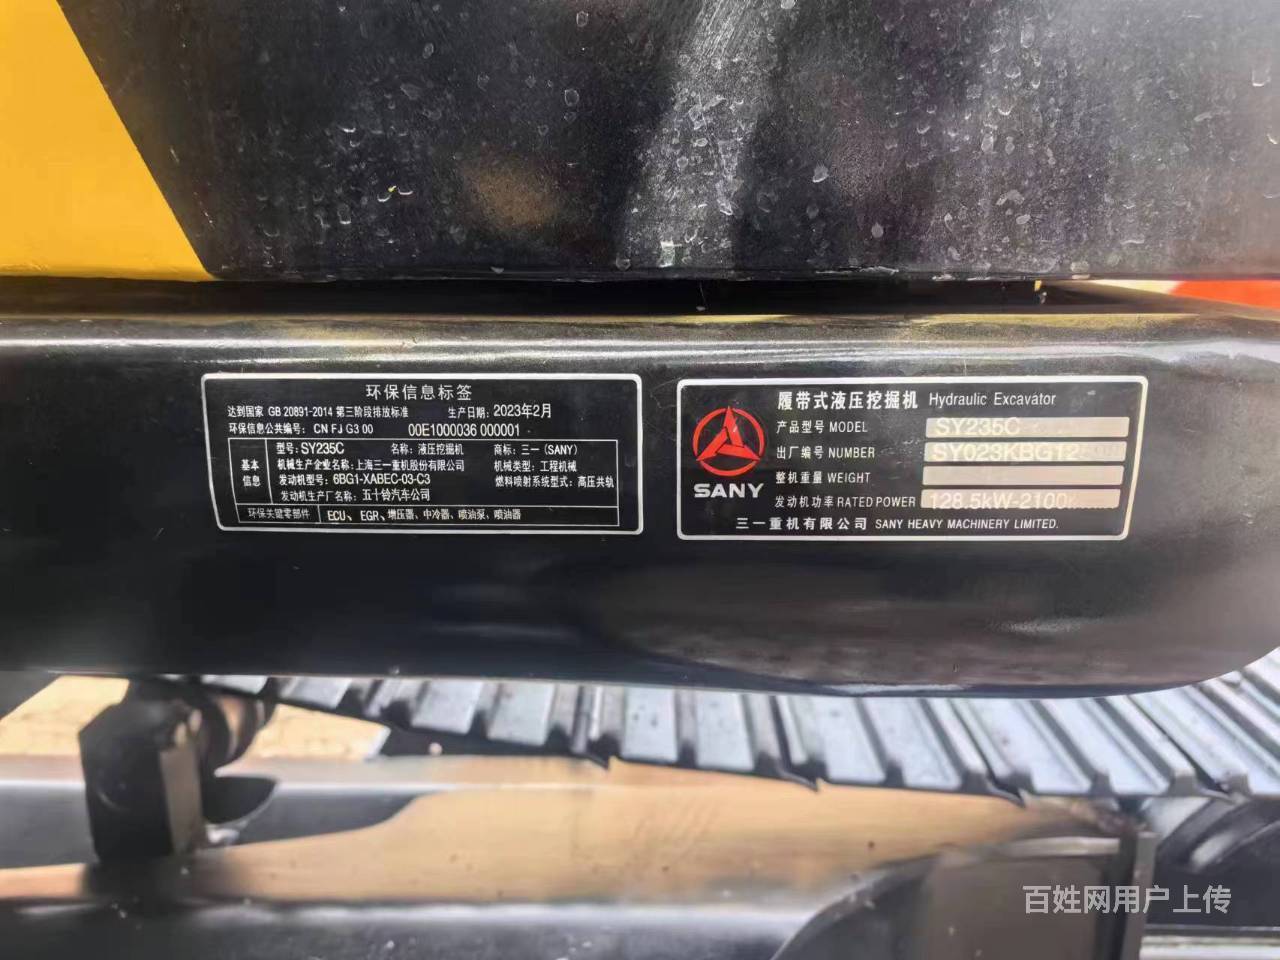 环保信息标签
达到国家 GB 20891-2014 第三阶段排放标准 生产日期: 2023年2月
环保信息公共编号: CN FJ G3 00 00E1000036 000001
基本信息
型号: SY235C 名称: 液压挖掘机 商标: 三一 (SANY)
机械生产企业名称: 上海三一重机股份有限公司 机械类型: 工程机械
发动机型号: 6BG1-XABEC-03-C3 燃料喷射系统型式: 高压共轨
发动机生产厂名称: 五十铃汽车公司
环保关键零部件 ECU、EGR、增压器、中冷器、喷油泵、喷油器
SANY
履带式液压挖掘机 Hydraulic Excavator
产品型号 MODEL SY235C
出厂编号 NUMBER SY023KBG12
整机重量 WEIGHT
发动机功率 RATED POWER 128.5kW-2100
三一重机有限公司 SANY HEAVY MACHINERY LIMITED.
百姓网用户上传